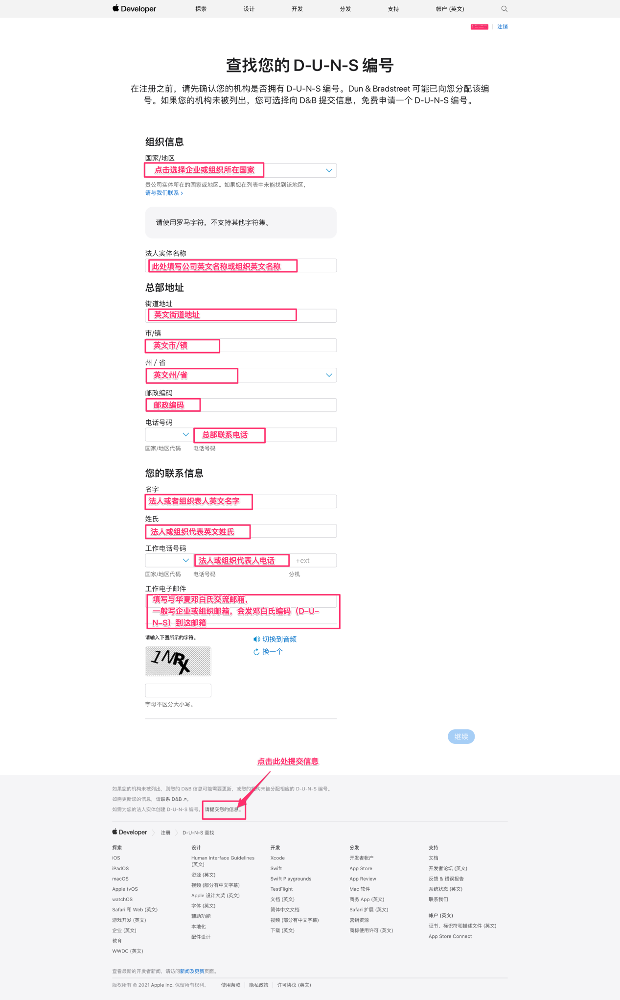 Developer
探索
设计
开发
分发
支持
帐户 (英文)
注销
查找您的 D-U-N-S 编号
在注册之前，请先确认您的机构是否拥有 D-U-N-S 编号。Dun & Bradstreet 可能已向您分配该编
号。如果您的机构未被列出，您可选择向 D&B 提交信息，免费申请一个 D-U-N-S 编号。
组织信息
国家/地区
点击选择企业或组织所在国家
贵公司实体所在的国家或地区。如果您在列表中未能找到该地区，
请与我们联系 ›
请使用罗马字符，不支持其他字符集。
法人实体名称
此处填写公司英文名称或组织英文名称
总部地址
街道地址
英文街道地址
市/镇
英文市/镇
州 / 省
英文州/省
邮政编码
邮政编码
电话号码
总部联系电话
国家/地区代码
电话号码
您的联系信息
名字
法人或者组织表人英文名字
姓氏
法人或组织代表英文姓氏
工作电话号码
法人或组织代表人电话
+ext
国家/地区代码
电话号码
分机
工作电子邮件
填写与华夏邓白氏交流邮箱，
一般写企业或组织邮箱，会发邓白氏编码（D-U-
N-S）到这邮箱
请输入下图所示的字符。
切换到音频
换一个
1NRX
字母不区分大小写。
继续
点击此处提交信息
如果您的机构未被列出，则您的 D&B 信息可能需要更新，或您的机构未被分配相应的 D-U-N-S 编号。
如需更新您的信息，请联系 D&B ↗。
如需为您的法人实体创建 D-U-N-S 编号，请提交您的信息。
Developer
注册
D-U-N-S 查找
探索
iOS
iPadOS
macOS
Apple tvOS
watchOS
Safari 和 Web (英文)
游戏开发 (英文)
企业 (英文)
教育
WWDC (英文)
设计
Human Interface Guidelines
(英文)
资源 (英文)
视频 (部分有中文字幕)
Apple 设计大奖 (英文)
字体 (英文)
辅助功能
本地化
配件设计
开发
Xcode
Swift
Swift Playgrounds
TestFlight
文档 (英文)
简体中文文档
视频 (部分有中文字幕)
下载 (英文)
分发
开发者帐户
App Store
App Review
Mac 软件
商务 App (英文)
Safari 扩展 (英文)
营销资源
商标使用许可 (英文)
支持
文档
开发者论坛 (英文)
反馈 & 错误报告
系统状态 (英文)
联系我们
帐户 (英文)
证书、标识符和描述文件 (英文)
App Store Connect
查看最新的开发者新闻，请访问新闻及更新页面。
版权所有 © 2021 Apple Inc. 保留所有权利。
使用条款
隐私政策
许可协议 (英文)